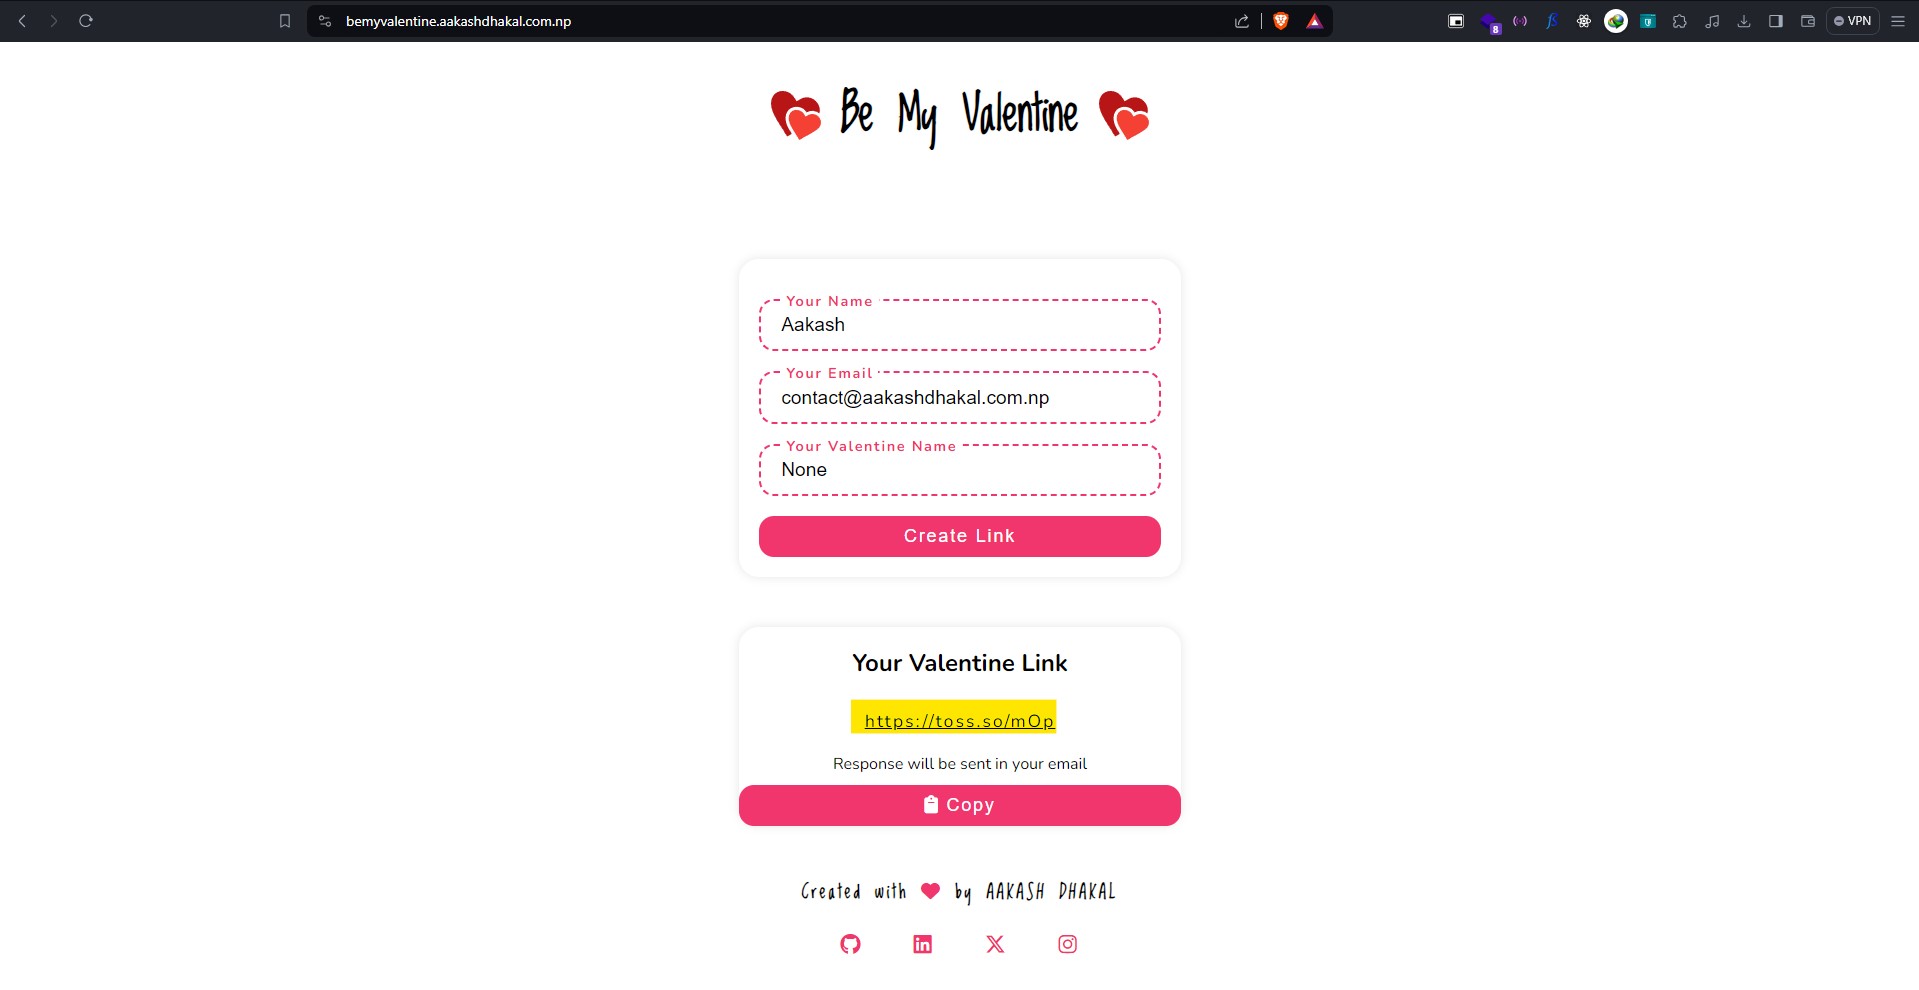 bemyvalentine.aakashdhakal.com.np
8
VPN
Be My Valentine
Your Name
Aakash
Your Email
contact@aakashdhakal.com.np
Your Valentine Name
None
Create Link
Your Valentine Link
https://toss.so/mOp
Response will be sent in your email
Copy
Created with by AAKASH DHAKAL